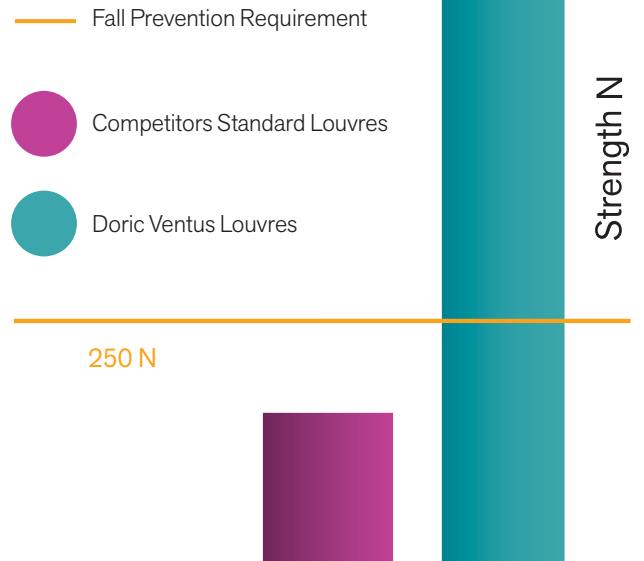 Fall Prevention Requirement
Competitors Standard Louvres
Doric Ventus Louvres
Strength N
250 N